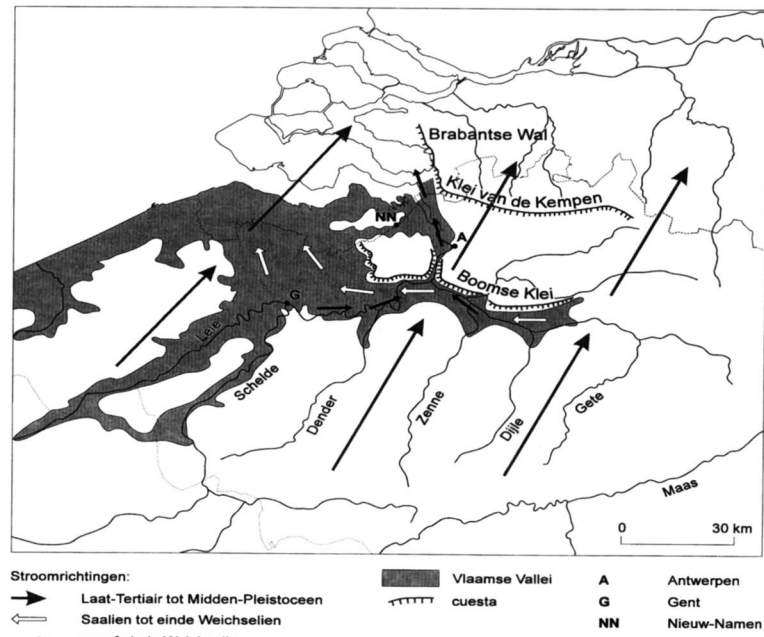 Brabantse Wal
Klei van de Kempen
NN
A
Boomse Klei
G
Leie
Schelde
Dender
Zenne
Dijle
Gete
Maas
0 30 km
Stroomrichtingen:
Laat-Tertiair tot Midden-Pleistoceen
Saalien tot einde Weichselien
Vlaamse Vallei
cuesta
A Antwerpen
G Gent
NN Nieuw-Namen